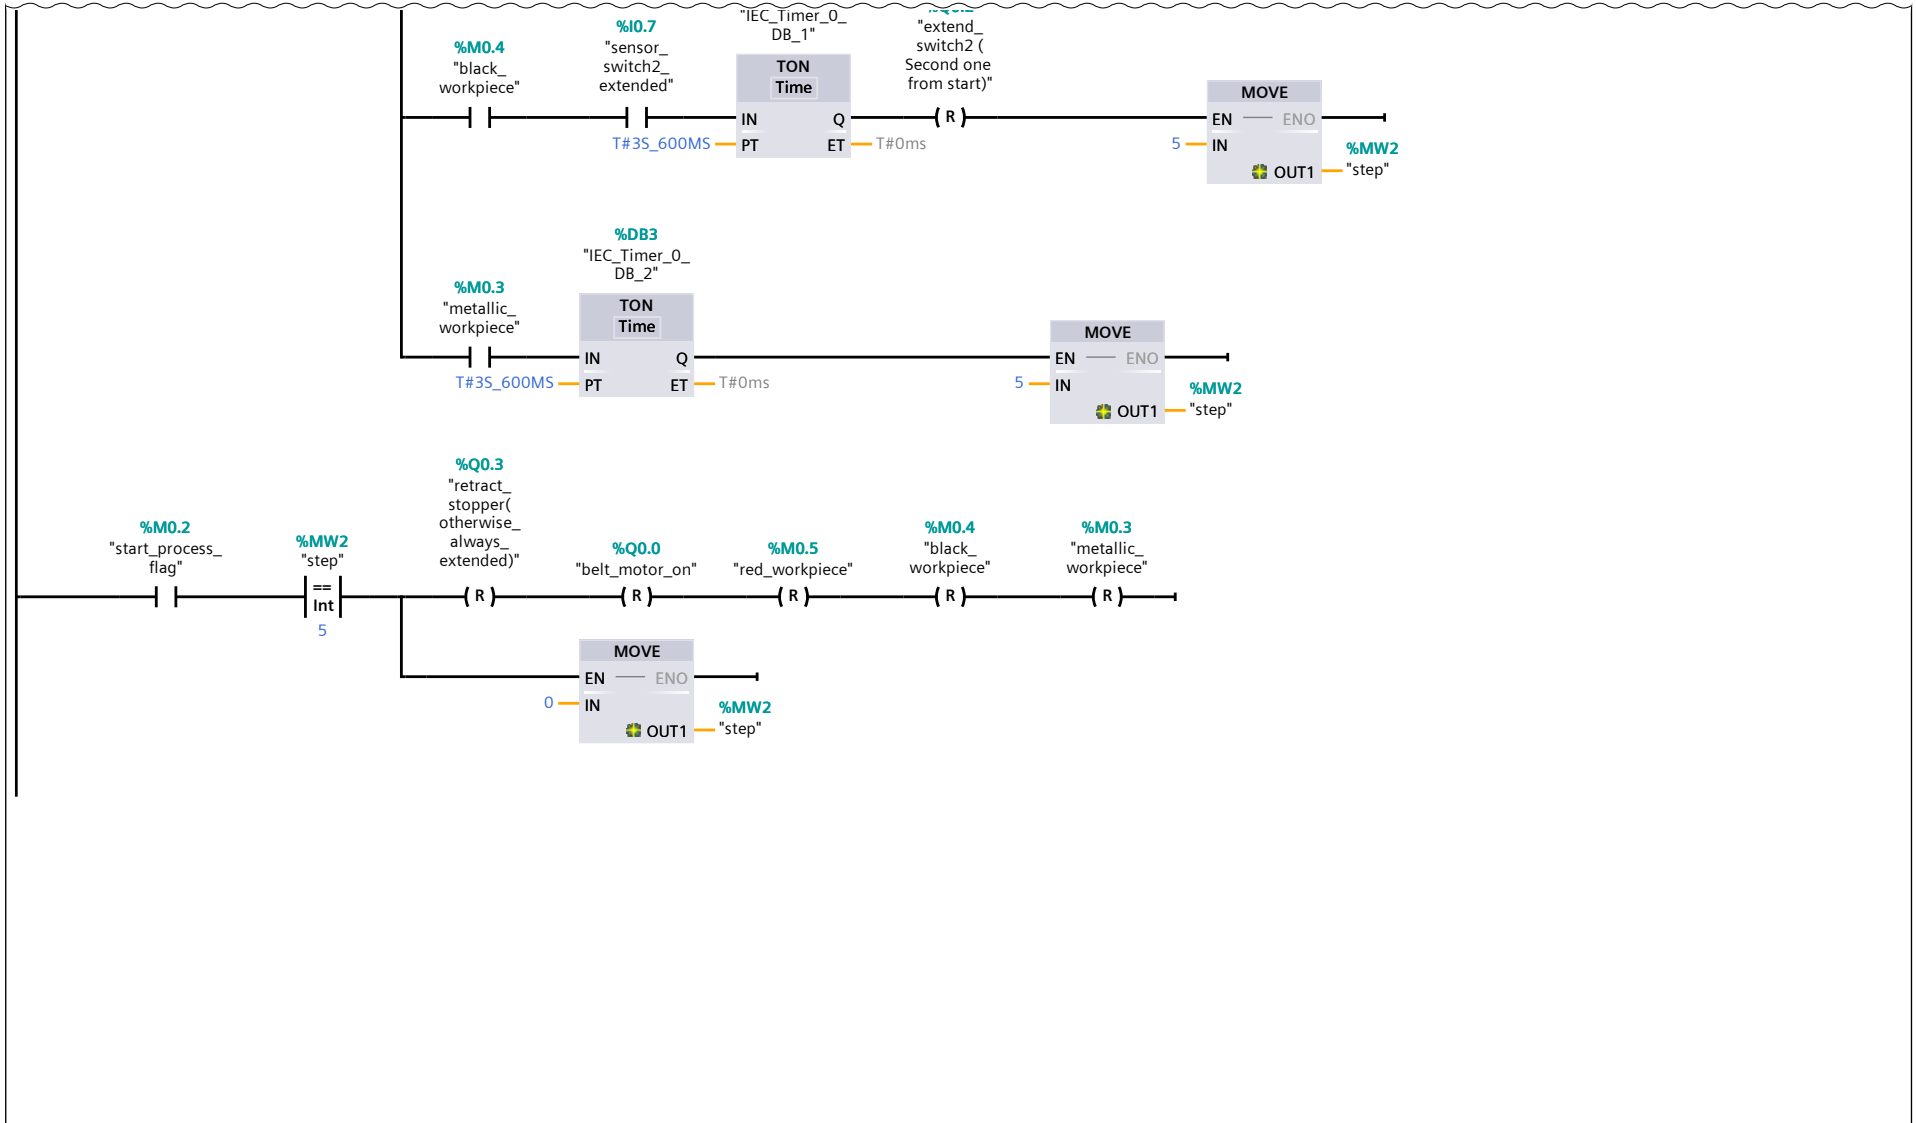 "IEC_Timer_0_
DB_1"
%I0.7
"sensor_
switch2_
extended"
"extend_
switch2 (
Second one
from start)"
%M0.4
"black_
workpiece"
TON
Time
IN
Q
T#3S_600MS
PT
ET
T#0ms
R
MOVE
EN
ENO
5
IN
OUT1
%MW2
"step"
%DB3
"IEC_Timer_0_
DB_2"
%M0.3
"metallic_
workpiece"
TON
Time
IN
Q
T#3S_600MS
PT
ET
T#0ms
MOVE
EN
ENO
5
IN
OUT1
%MW2
"step"
%M0.2
"start_process_
flag"
%MW2
"step"
==
Int
5
%Q0.3
"retract_
stopper(
otherwise_
always_
extended)"
R
%Q0.0
"belt_motor_on"
R
%M0.5
"red_workpiece"
R
%M0.4
"black_
workpiece"
R
%M0.3
"metallic_
workpiece"
R
MOVE
EN
ENO
0
IN
OUT1
%MW2
"step"